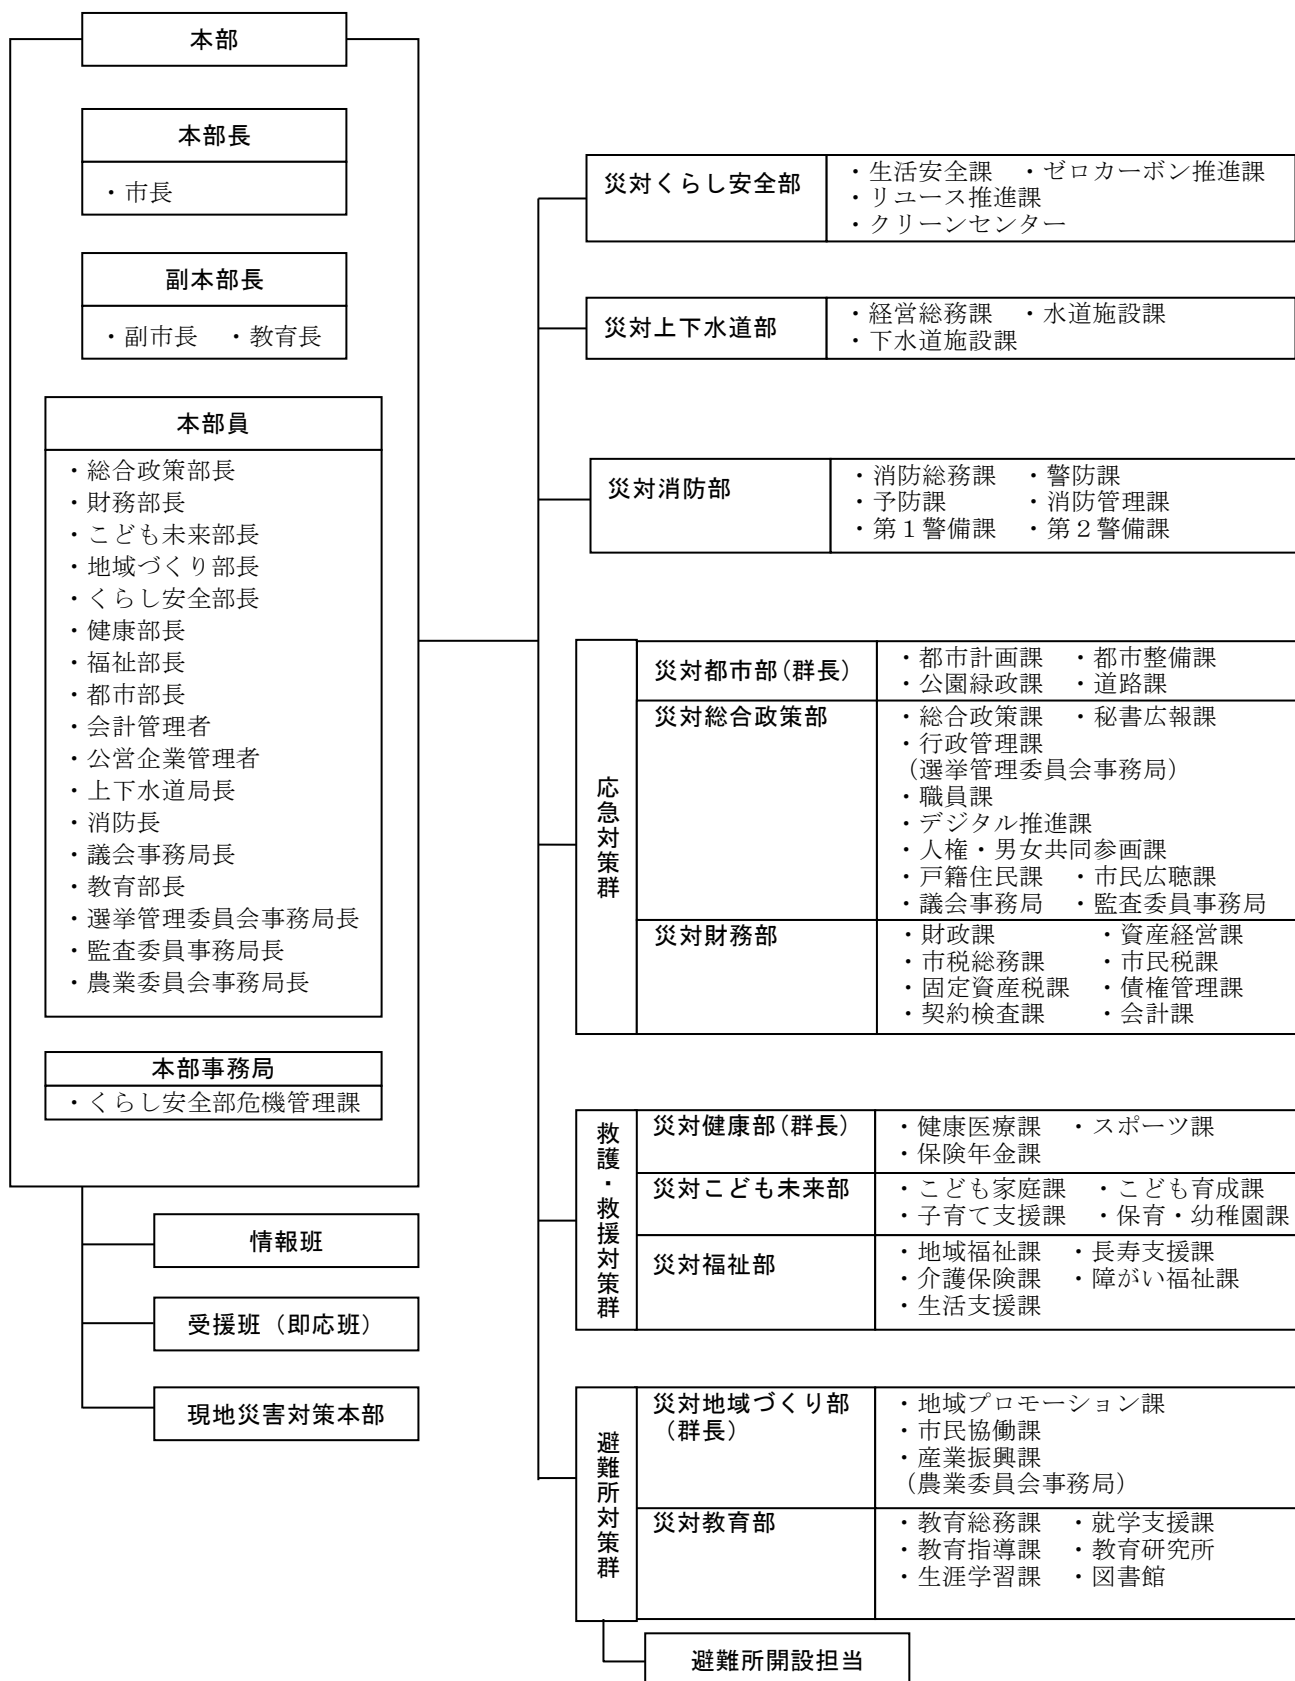 本部
本部長
・市長
副本部長
・副市長　・教育長
本部員
・総合政策部長
・財務部長
・こども未来部長
・地域づくり部長
・くらし安全部長
・健康部長
・福祉部長
・都市部長
・会計管理者
・公営企業管理者
・上下水道局長
・消防長
・議会事務局長
・教育部長
・選挙管理委員会事務局長
・監査委員事務局長
・農業委員会事務局長
本部事務局
・くらし安全部危機管理課
情報班
受援班（即応班）
現地災害対策本部
災対くらし安全部
・生活安全課　・ゼロカーボン推進課
・リユース推進課
・クリーンセンター
災対上下水道部
・経営総務課　・水道施設課
・下水道施設課
災対消防部
・消防総務課　・警防課
・予防課　・消防管理課
・第１警備課　・第２警備課
応急対策群
災対都市部(群長)
・都市計画課　・都市整備課
・公園緑政課　・道路課
災対総合政策部
・総合政策課　・秘書広報課
・行政管理課
（選挙管理委員会事務局）
・職員課
・デジタル推進課
・人権・男女共同参画課
・戸籍住民課　・市民広聴課
・議会事務局　・監査委員事務局
災対財務部
・財政課　・資産経営課
・市税総務課　・市民税課
・固定資産税課　・債権管理課
・契約検査課　・会計課
救護・救援対策群
災対健康部(群長)
・健康医療課　・スポーツ課
・保険年金課
災対こども未来部
・こども家庭課　・こども育成課
・子育て支援課　・保育・幼稚園課
災対福祉部
・地域福祉課　・長寿支援課
・介護保険課　・障がい福祉課
・生活支援課
避難所対策群
災対地域づくり部
（群長）
・地域プロモーション課
・市民協働課
・産業振興課
（農業委員会事務局）
災対教育部
・教育総務課　・就学支援課
・教育指導課　・教育研究所
・生涯学習課　・図書館
避難所開設担当